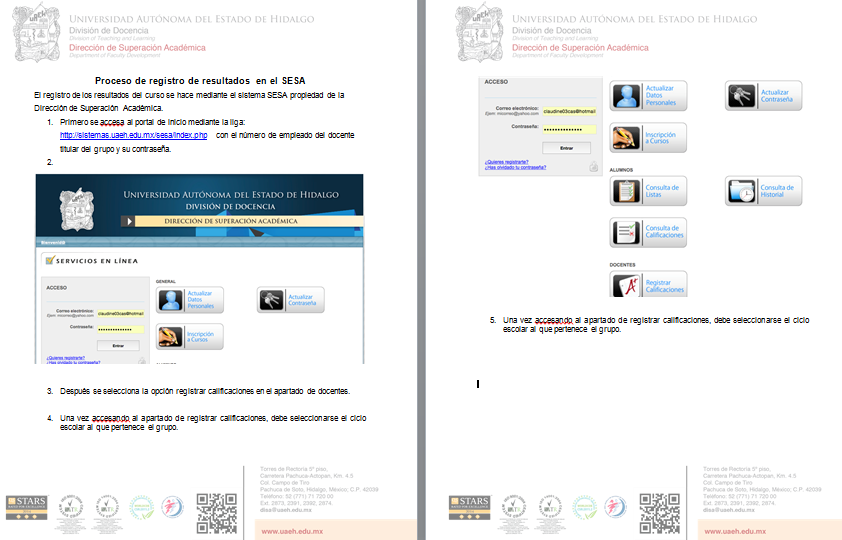 UNIVERSIDAD AUTÓNOMA DEL ESTADO DE HIDALGO
División de Docencia
Division of Teaching and Learning
Dirección de Superación Académica
Department of Faculty Development
Proceso de registro de resultados en el SESA
El registro de los resultados del curso se hace mediante el sistema SESA propiedad de la
Dirección de Superación Académica.
1. Primero se accesa al portal de inicio mediante la liga:
http://sistemas.uaeh.edu.mx/sesa/index.php con el número de empleado del docente
titular del grupo y su contraseña.
2.
UNIVERSIDAD AUTÓNOMA DEL ESTADO DE HIDALGO
DIVISIÓN DE DOCENCIA
DIRECCIÓN DE SUPERACIÓN ACADÉMICA
Bienvenid@
SERVICIOS EN LÍNEA
ACCESO
Correo electrónico:
Ejem: micorreo@yahoo.com
claudine03cas@hotmail
Contraseña:
Entrar
¿Quieres registrarte?
¿Has olvidado tu contraseña?
GENERAL
Actualizar
Datos
Personales
Actualizar
Contraseña
Inscripción
a Cursos
3. Después se selecciona la opción registrar calificaciones en el apartado de docentes.
4. Una vez accesando al apartado de registrar calificaciones, debe seleccionarse el ciclo
escolar al que pertenece el grupo.
Torres de Rectoría 5° piso,
Carretera Pachuca-Actopan, Km. 4.5
Col. Campo de Tiro
Pachuca de Soto, Hidalgo, México; C.P. 42039
Teléfono: 52 (771) 71 720 00
Ext. 2873, 2391, 2392, 2874.
disa@uaeh.edu.mx
www.uaeh.edu.mx
STARS
UNIVERSIDAD AUTÓNOMA DEL ESTADO DE HIDALGO
División de Docencia
Division of Teaching and Learning
Dirección de Superación Académica
Department of Faculty Development
ACCESO
Correo electrónico:
Ejem: micorreo@yahoo.com
claudine03cas@hotmail
Contraseña:
Entrar
¿Quieres registrarte?
¿Has olvidado tu contraseña?
Actualizar
Datos
Personales
Actualizar
Contraseña
Inscripción
a Cursos
ALUMNOS
Consulta de
Listas
Consulta de
Historial
Consulta de
Calificaciones
DOCENTES
Registrar
Calificaciones
5. Una vez accesando al apartado de registrar calificaciones, debe seleccionarse el ciclo
escolar al que pertenece el grupo.
Torres de Rectoría 5° piso,
Carretera Pachuca-Actopan, Km. 4.5
Col. Campo de Tiro
Pachuca de Soto, Hidalgo, México; C.P. 42039
Teléfono: 52 (771) 71 720 00
Ext. 2873, 2391, 2392, 2874.
disa@uaeh.edu.mx
www.uaeh.edu.mx
STARS